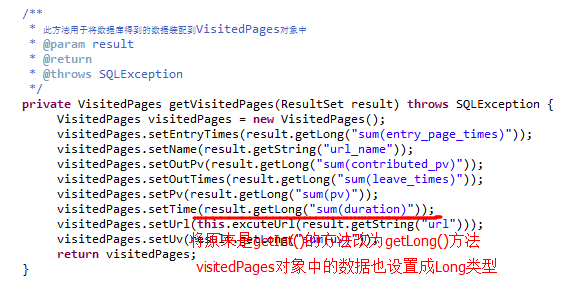 /**
 * 此方法用于将数据库得到的数据装配到VisitedPages对象中
 * @param result
 * @return
 * @throws SQLException
 */
private VisitedPages getVisitedPages(ResultSet result) throws SQLException {
visitedPages visitedPages = new VisitedPages();
visitedPages.setEntryTimes(result.getLong("sum(entry_page_times)"));
visitedPages.setName(result.getString("url_name"));
visitedPages.setOutPv(result.getLong("sum(contributed_pv)"));
visitedPages.setOutTimes(result.getLong("sum(leave_times)"));
visitedPages.setPv(result.getLong("sum(pv)"));
visitedPages.setTime(result.getLong("sum(duration)"));
visitedPages.setUrl(this.excuteUrl(result.getString("url")));
visitedPages.setUv(
将原来是getInt()的方法改为getLong()方法
return visitedPages;
visitedPages对象中的数据也设置成Long类型
}